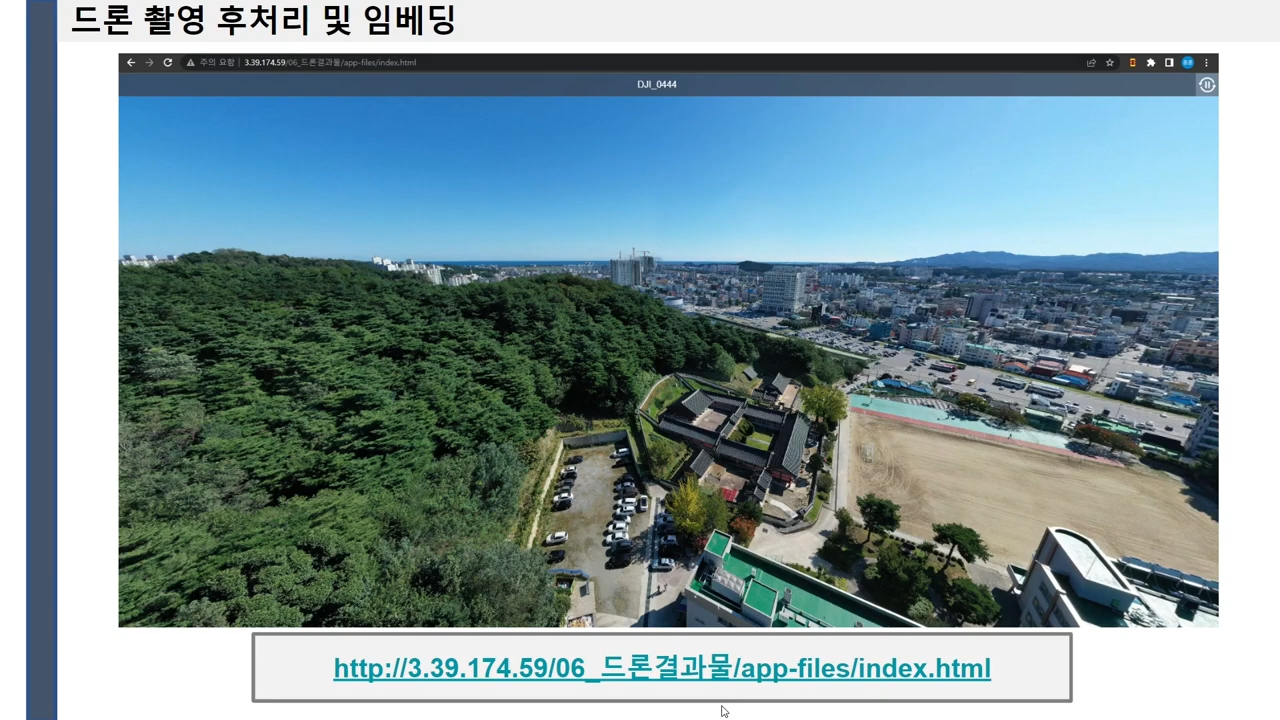 드론 촬영 후처리 및 임베딩
주의 요함 | 3.39.174.59/06_드론결과물/app-files/index.html
DJI_0444
http://3.39.174.59/06_드론결과물/app-files/index.html